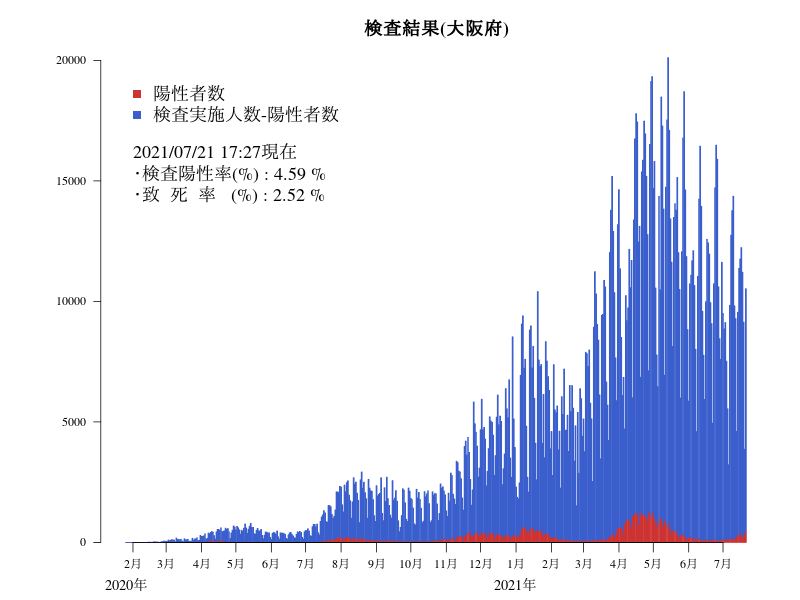 検査結果(大阪府)
20000
15000
10000
5000
0
陽性者数
検査実施人数-陽性者数
2021/07/21 17:27現在
・検査陽性率(%) : 4.59 %
・致 死 率 (%) : 2.52 %
2月 3月 4月 5月 6月 7月 8月 9月 10月 11月 12月 1月 2月 3月 4月 5月 6月 7月
2020年 2021年